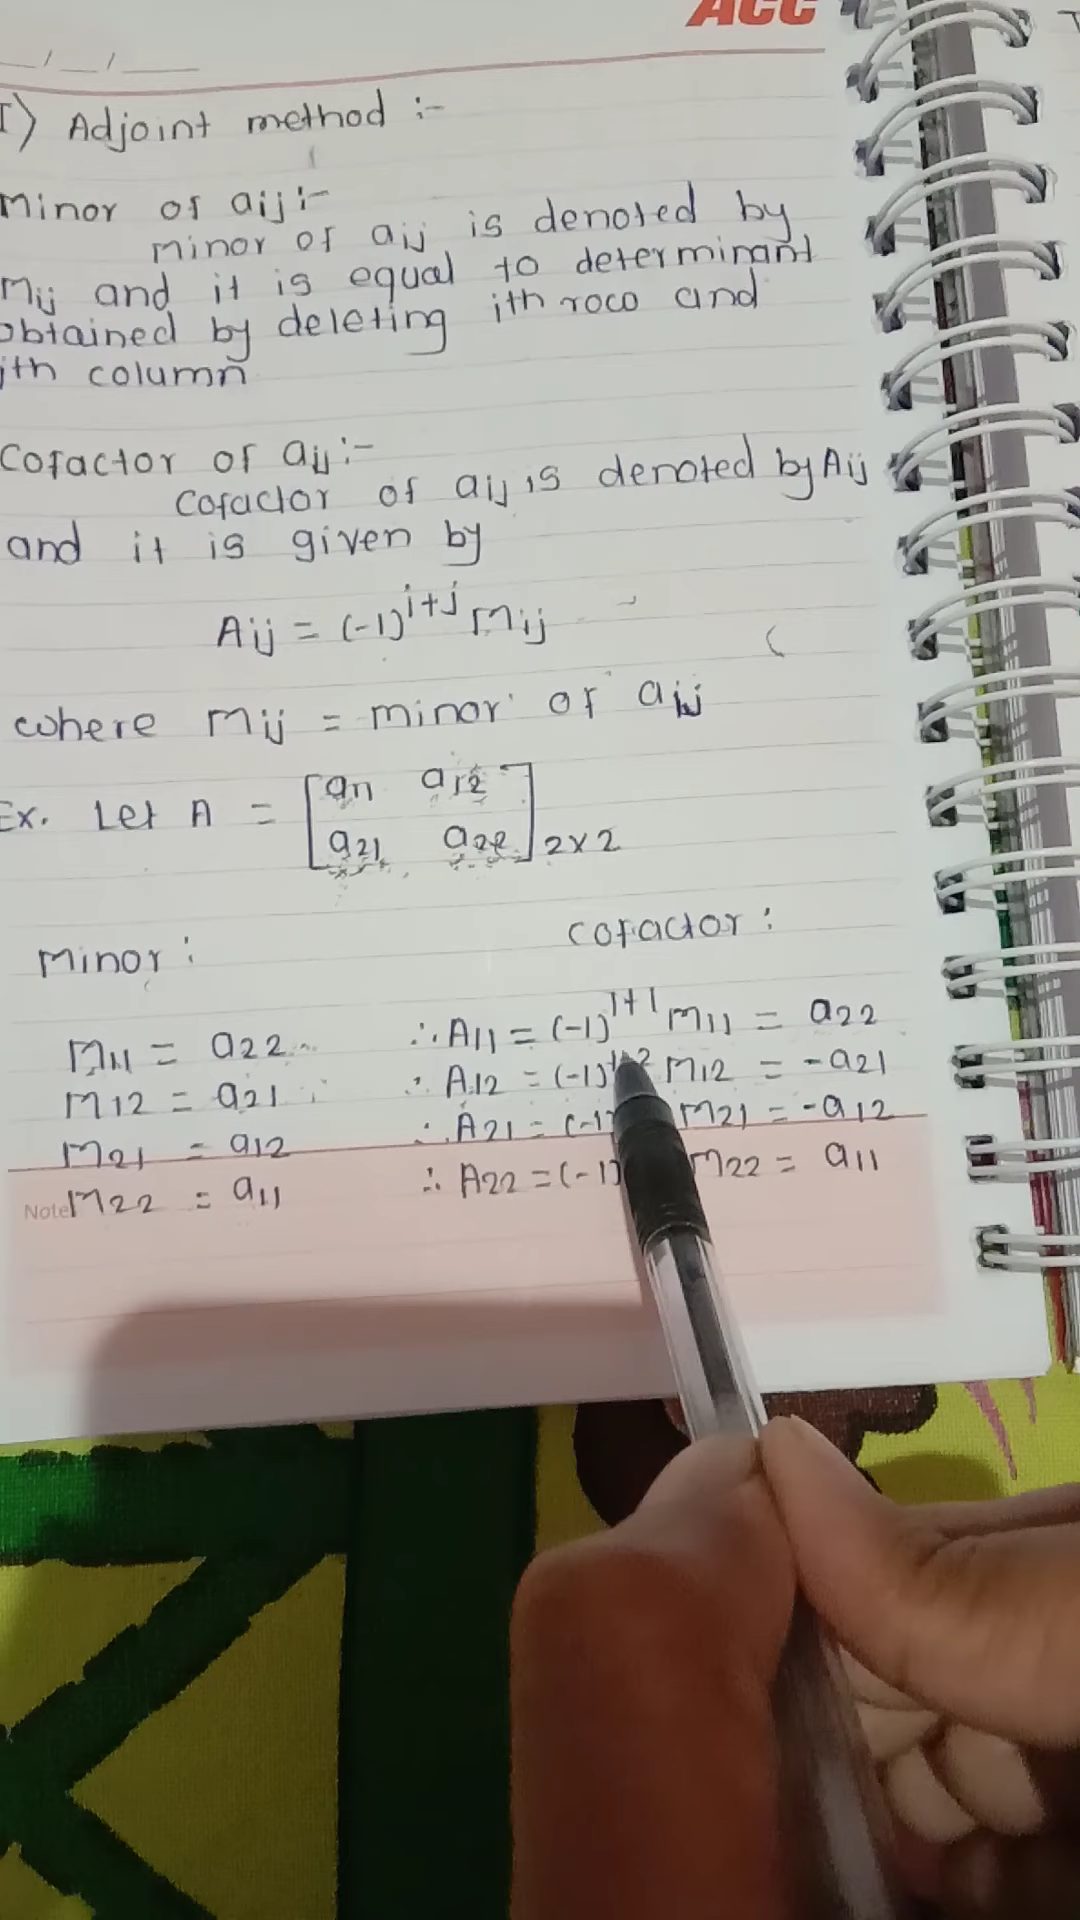 ACC
I) Adjoint method :-
Minor of aij :-
minor of aij is denoted by
Mij and it is equal to determinant
obtained by deleting ith row and
jth column
Cofactor of aij :-
Cofactor of aij is denoted by Aij
and it is given by
Aij = (-1)^i+j Mij
where Mij = minor of aij
Ex. Let A = [a11 a12
a21 a22] 2x2
Minor : Cofactor :
M11 = a22 ∴ A11 = (-1)^1+1 M11 = a22
M12 = a21 ∴ A12 = (-1)^1+2 M12 = -a21
M21 = a12 ∴ A21 = (-1) M21 = -a12
Note M22 = a11 ∴ A22 = (-1) M22 = a11